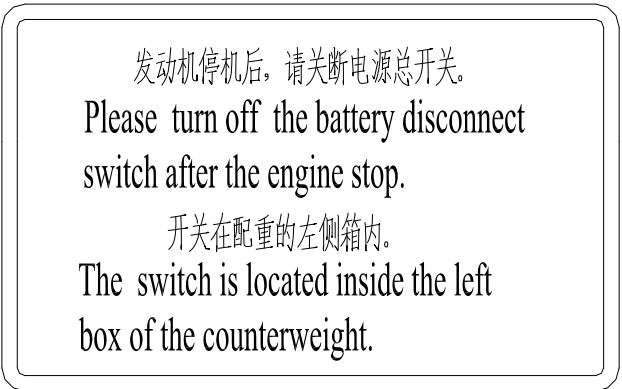 发动机停机后，请关断电源总开关。
Please turn off the battery disconnect
switch after the engine stop.
开关在配重的左侧箱内。
The switch is located inside the left
box of the counterweight.